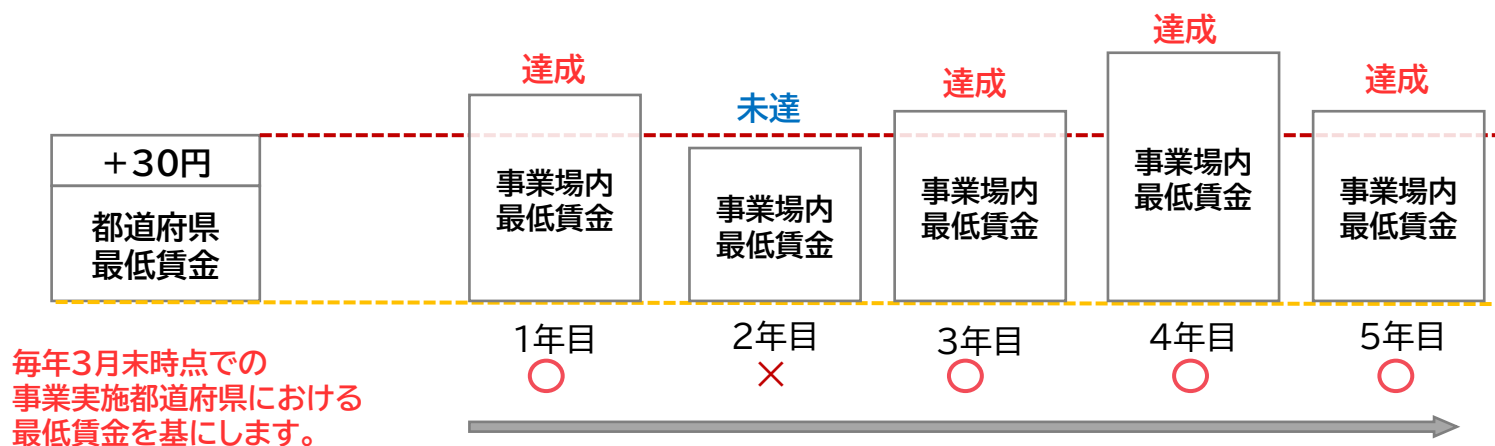 達成
達成
達成
達成
未達
+30円
都道府県
最低賃金
事業場内
最低賃金
事業場内
最低賃金
事業場内
最低賃金
事業場内
最低賃金
事業場内
最低賃金
1年目
2年目
3年目
4年目
5年目
○
×
○
○
○
毎年3月末時点での
事業実施都道府県における
最低賃金を基にします。